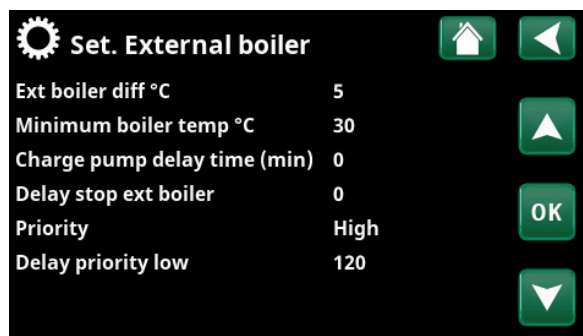 Set. External boiler
Ext boiler diff °C 5
Minimum boiler temp °C 30
Charge pump delay time (min) 0
Delay stop ext boiler 0
Priority High
Delay priority low 120
OK